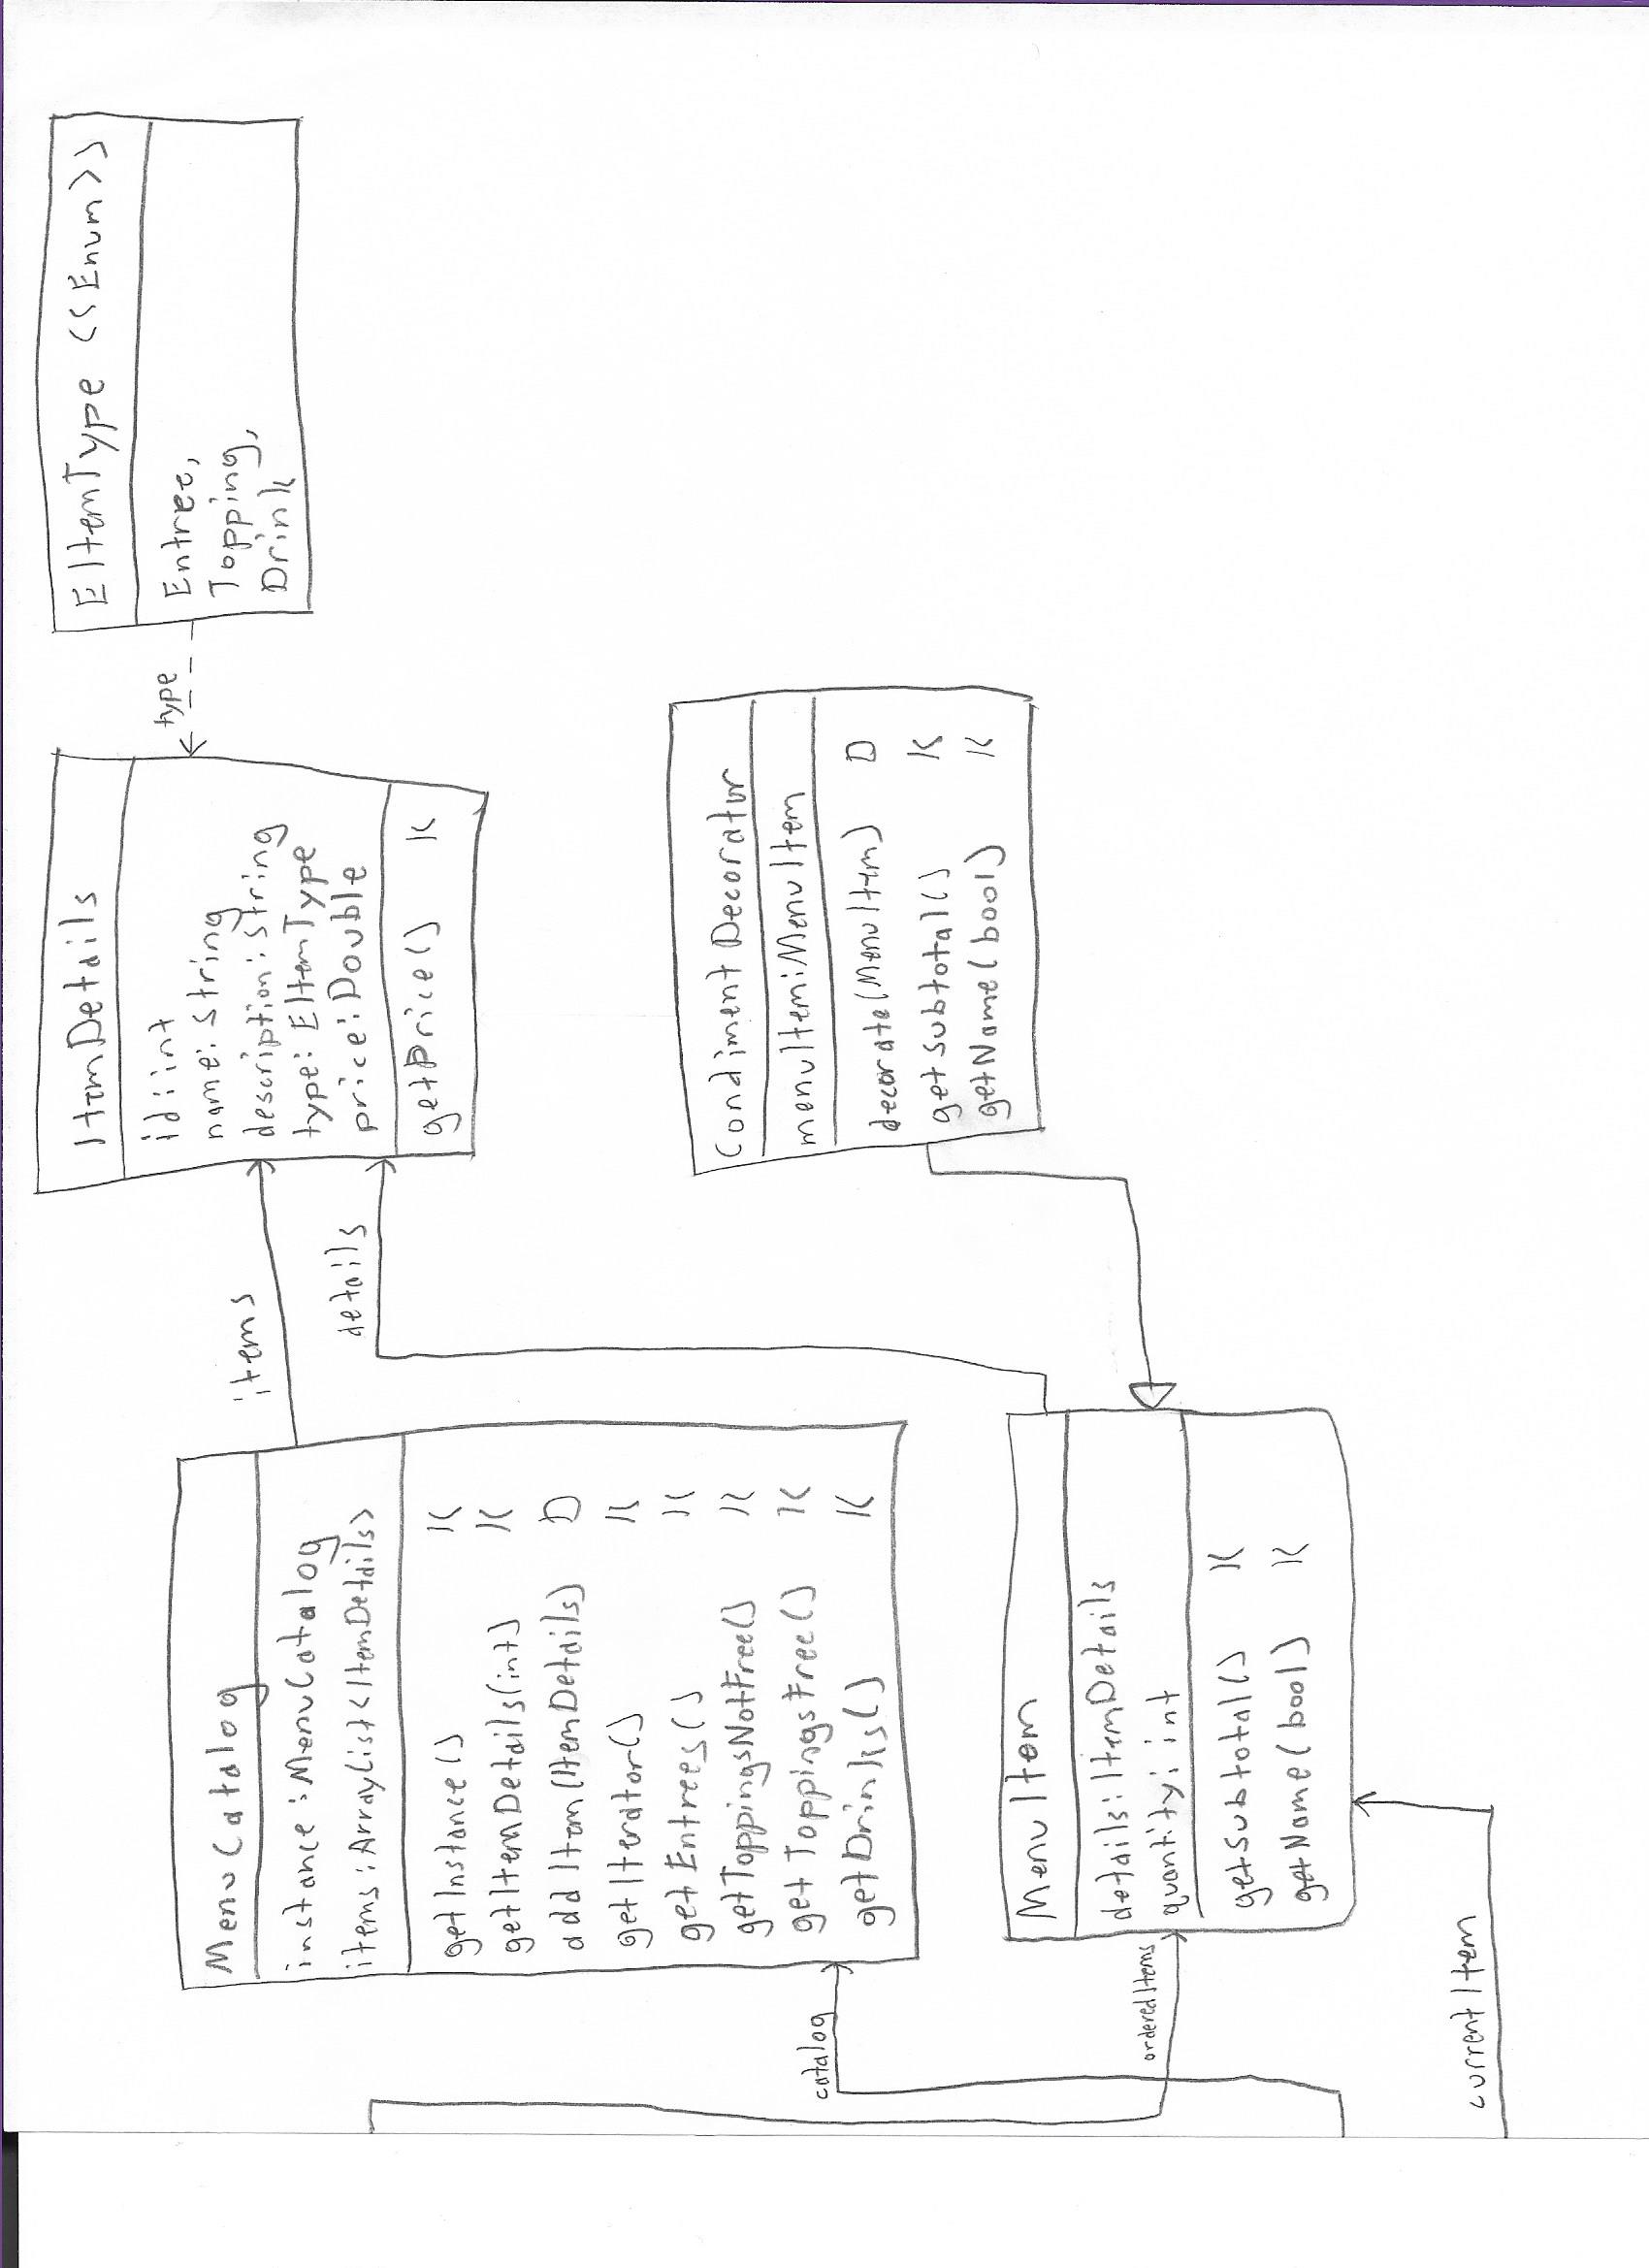 MenuCatalog
instance:MenuCatalog
items:ArrayList<ItemDetails>
getInstance() K
getItemDetails(int) K
addItem(ItemDetails) D
getIterator() K
getEntrees() K
getToppingsNotFree() K
getToppingsFree() K
getDrinks() K
items
ItemDetails
id:int
name:String
description:String
type:EItemType
price:Double
getPrice() K
type
EItemType <<Enum>>
Entree,
Topping,
Drink
details
catalog
orderedItems
MenuItem
details:ItemDetails
quantity:int
getSubtotal() K
getName(bool) K
Condiment Decorator
menuItem:MenuItem
decorate(MenuItem) D
getSubtotal() K
getName(bool) K
currentItem